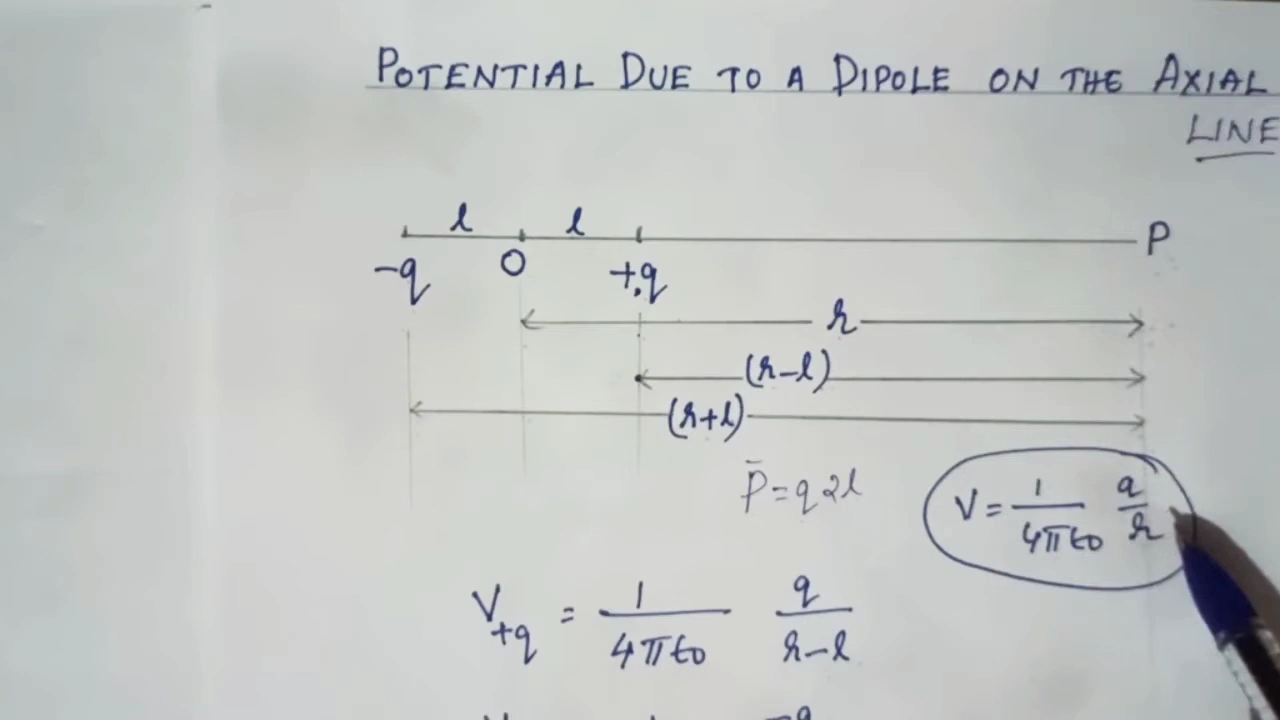 POTENTIAL DUE TO A DIPOLE ON THE AXIAL
LINE
l l
P
-q O +q
r
(r-l)
(r+l)
P̄ = q2l
V = 1/4πε0 q/r
V+q = 1/4πε0 q/r-l